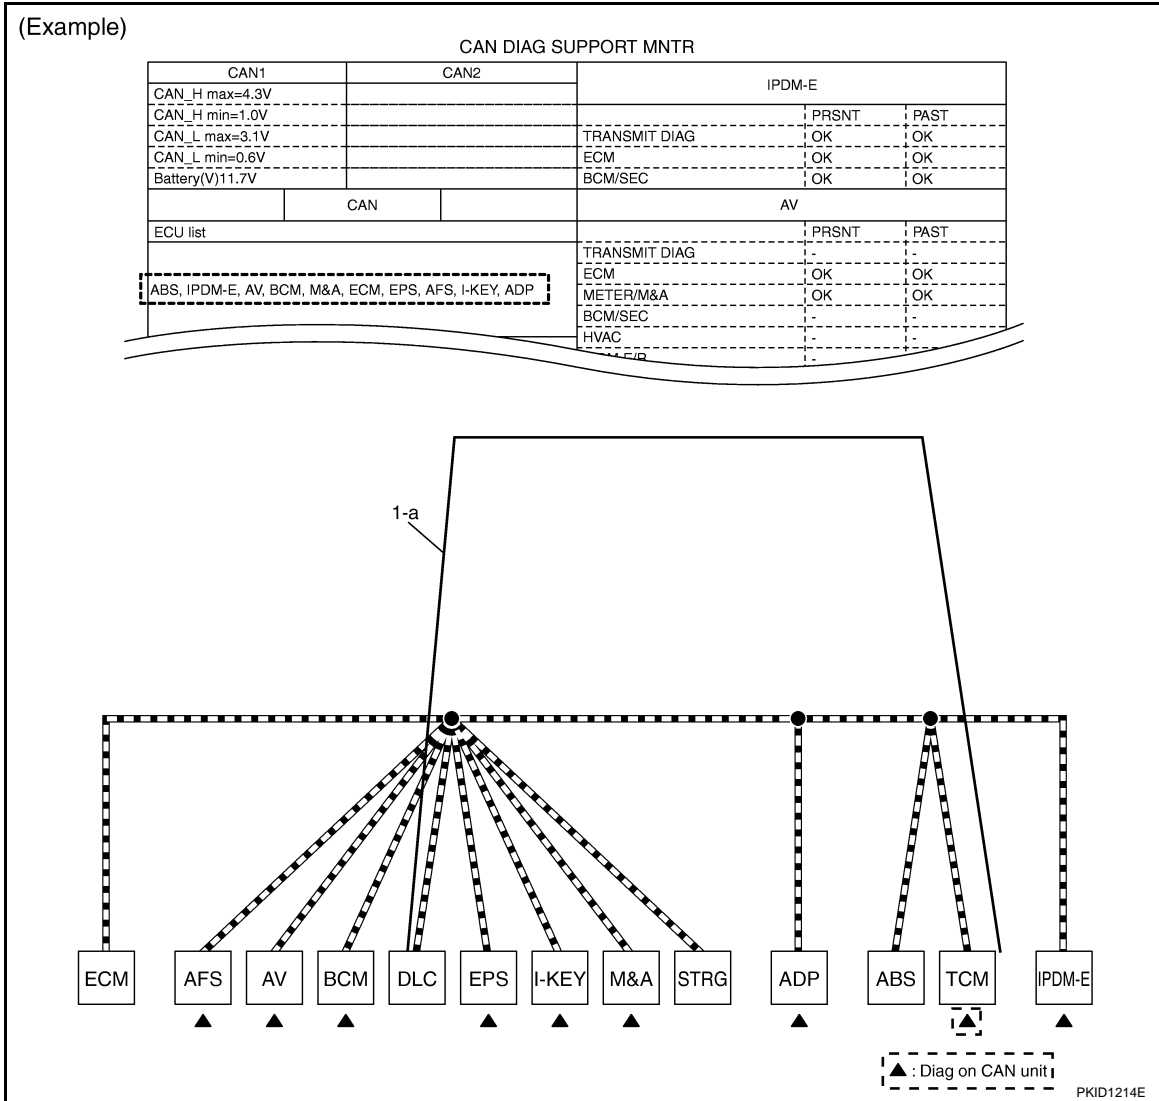 (Example)
CAN DIAG SUPPORT MNTR
CAN1 CAN2 IPDM-E
CAN_H max=4.3V
CAN_H min=1.0V PRSNT PAST
CAN_L max=3.1V TRANSMIT DIAG OK OK
CAN_L min=0.6V ECM OK OK
Battery(V)11.7V BCM/SEC OK OK
CAN AV
ECU list PRSNT PAST
TRANSMIT DIAG - -
ECM OK OK
ABS, IPDM-E, AV, BCM, M&A, ECM, EPS, AFS, I-KEY, ADP METER/M&A OK OK
BCM/SEC - -
HVAC - -
-
1-a
ECM AFS AV BCM DLC EPS I-KEY M&A STRG ADP ABS TCM IPDM-E
▲ : Diag on CAN unit
PKID1214E